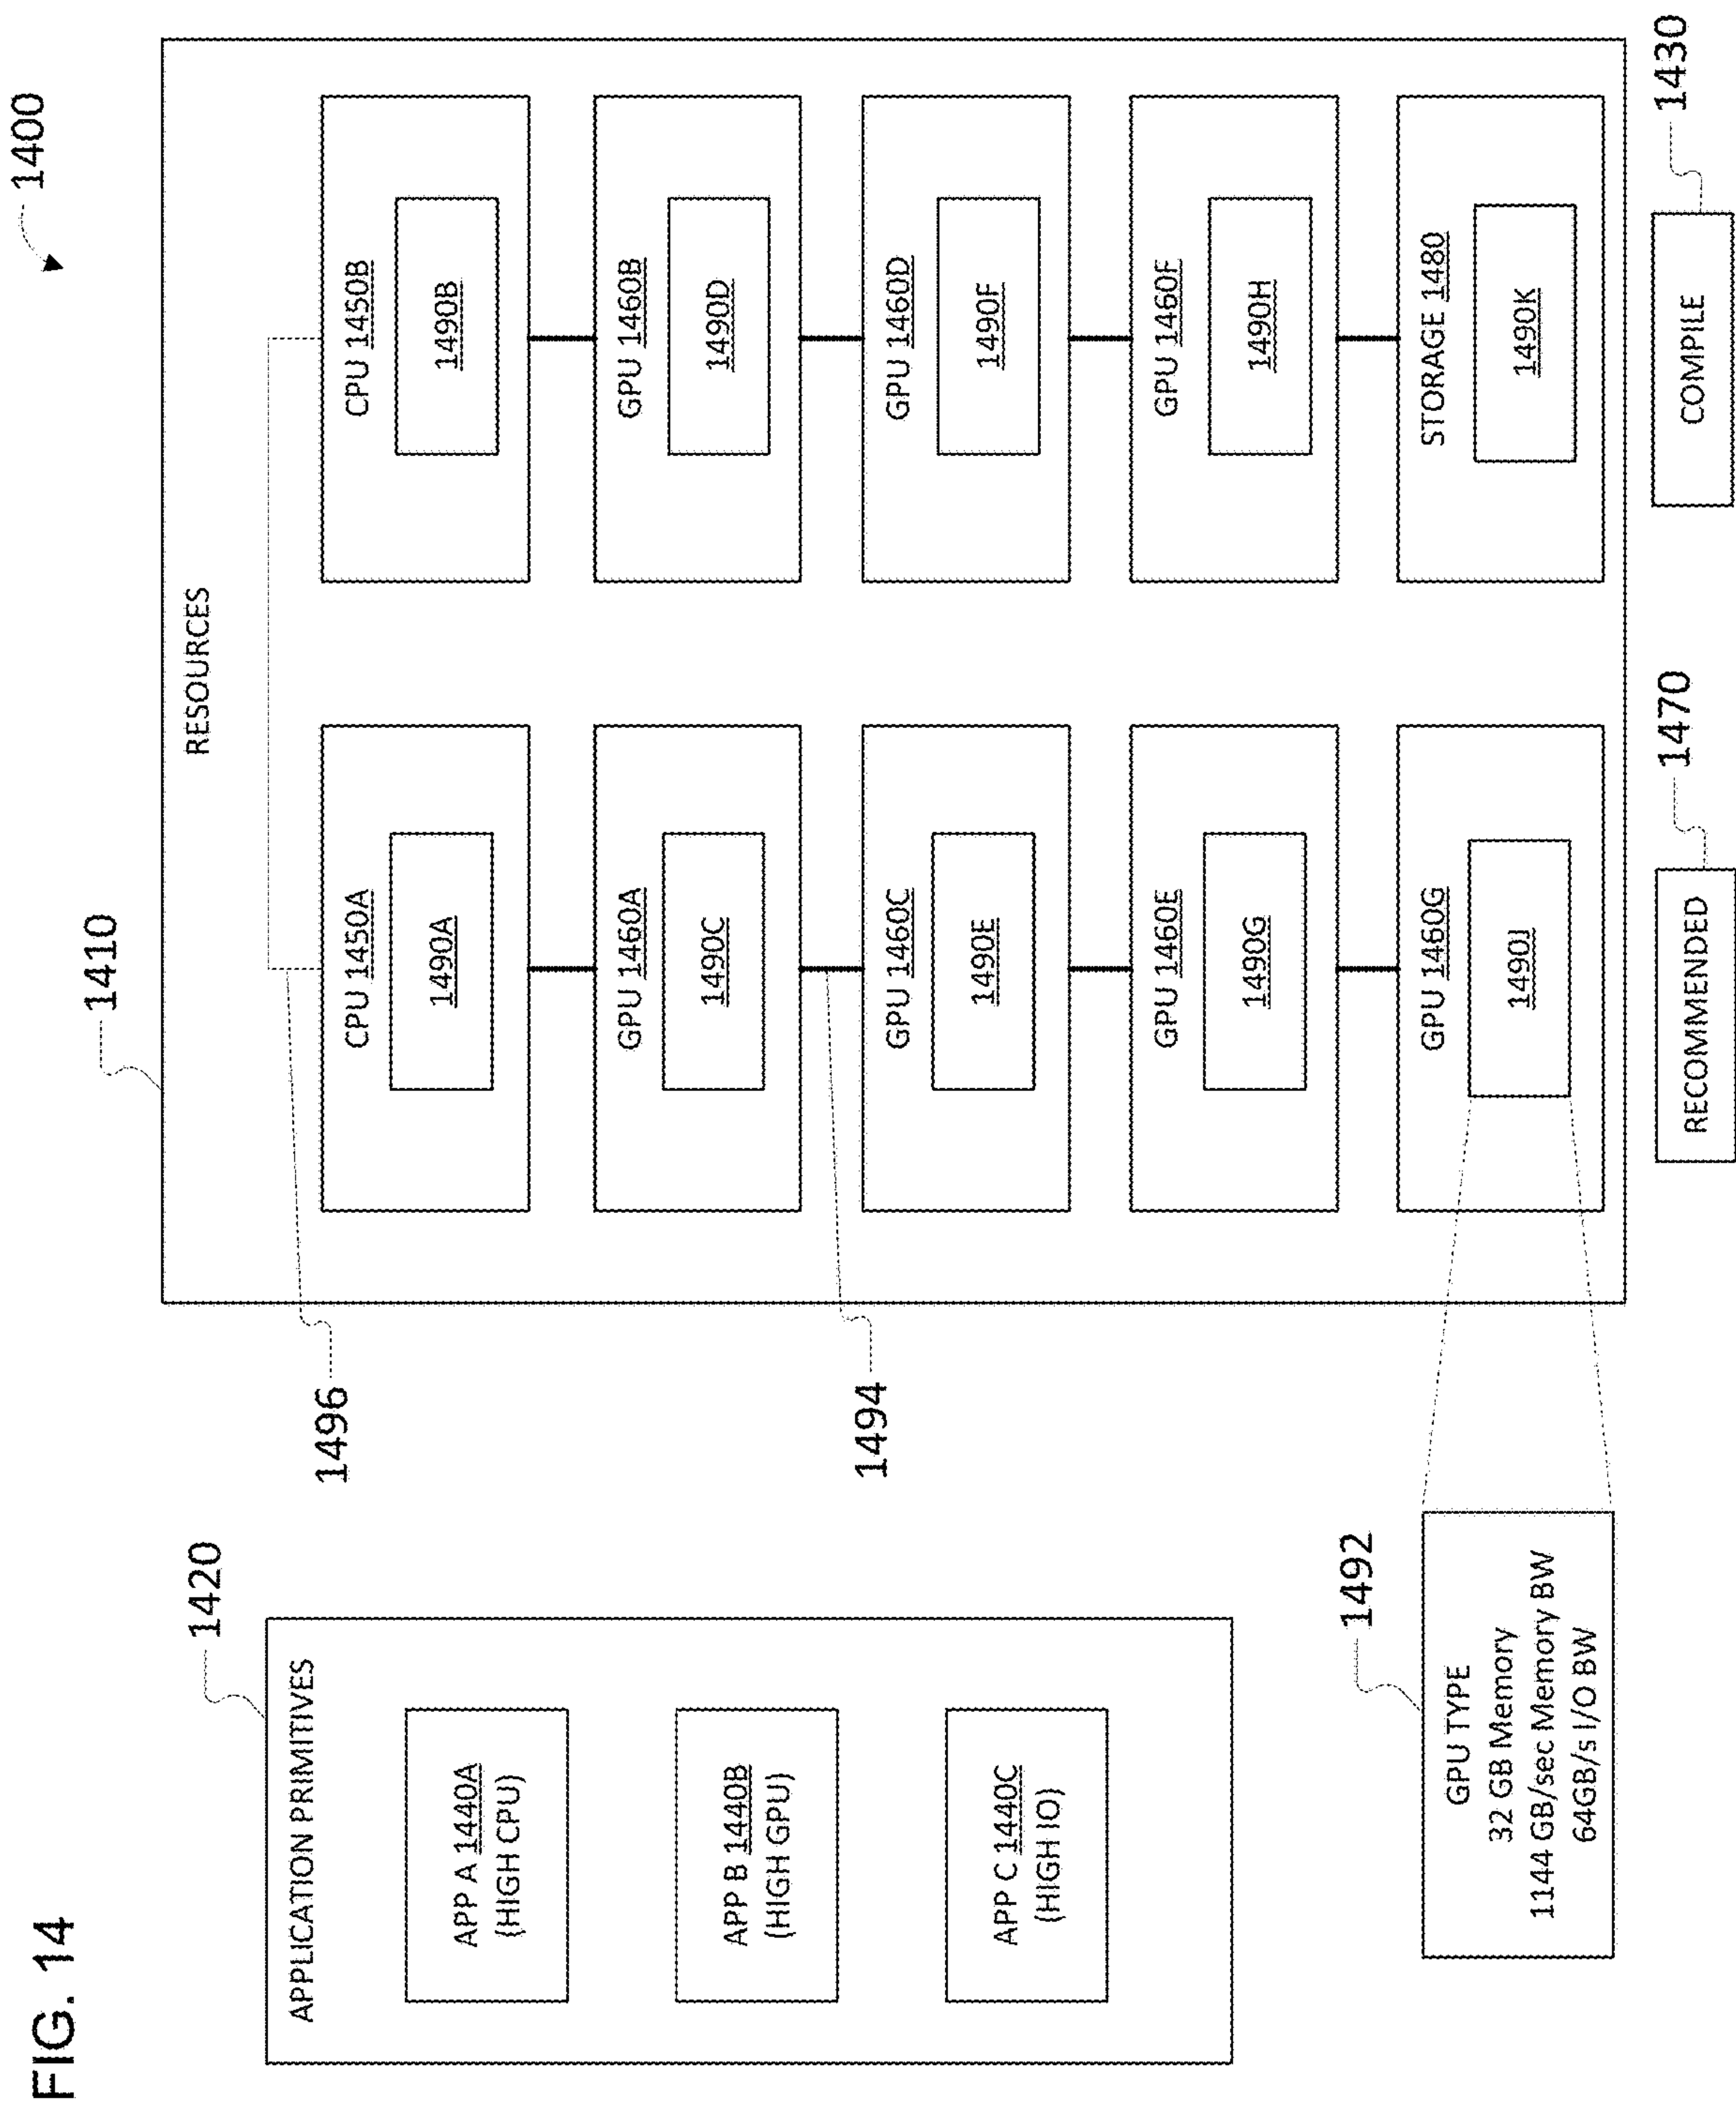 FIG. 14
1400
1410
1420
APPLICATION PRIMITIVES
APP A 1440A
(HIGH CPU)
APP B 1440B
(HIGH GPU)
APP C 1440C
(HIGH IO)
1492
GPU TYPE
32 GB Memory
1144 GB/sec Memory BW
64GB/s I/O BW
1496
1494
RESOURCES
CPU 1450A
1490A
CPU 1450B
1490B
GPU 1460A
1490C
GPU 1460B
1490D
GPU 1460C
1490E
GPU 1460D
1490F
GPU 1460E
1490G
GPU 1460F
1490H
GPU 1460G
1490J
STORAGE 1480
1490K
RECOMMENDED
1470
COMPILE
1430